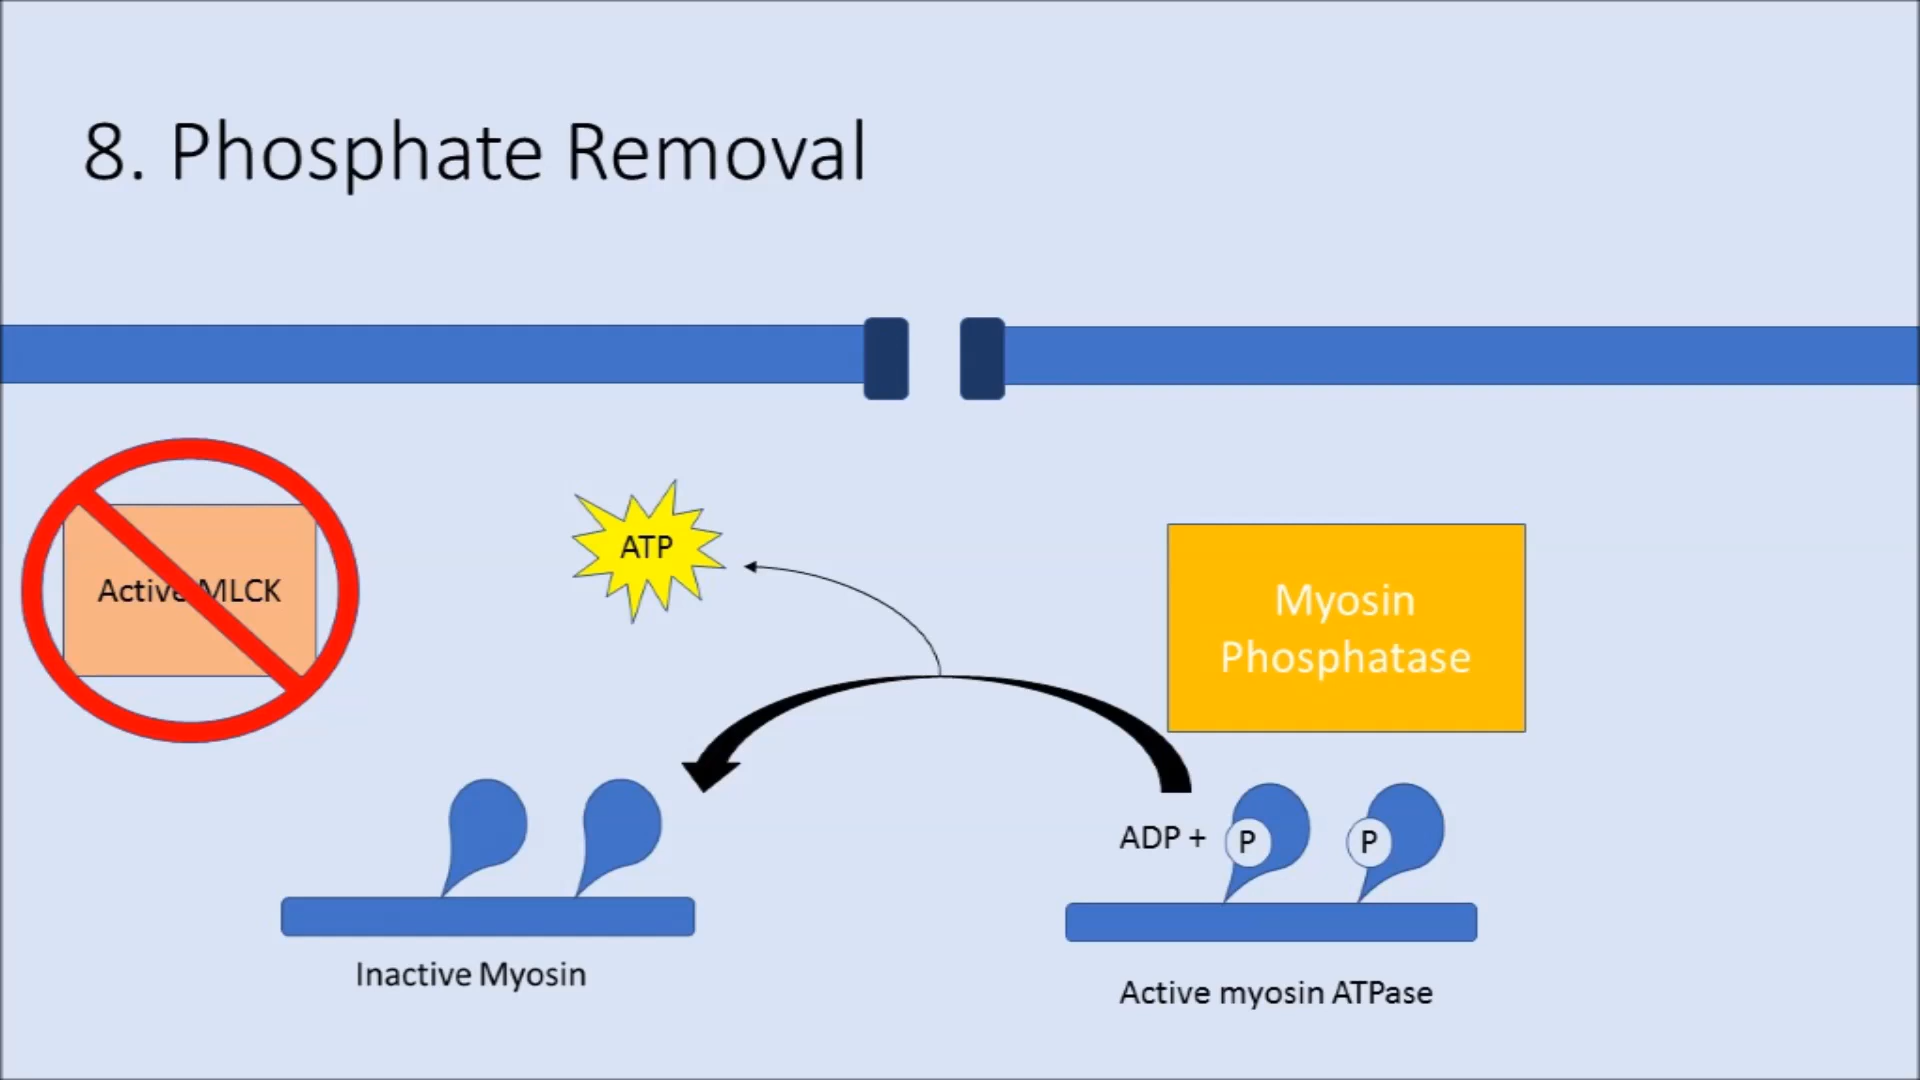 8. Phosphate Removal
Active MLCK
ATP
Myosin
Phosphatase
ADP +
P
P
Inactive Myosin
Active myosin ATPase